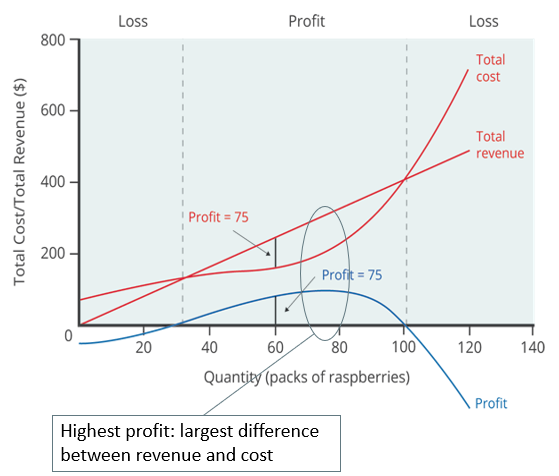 Loss Profit Loss
800
600
400
200
0
20 40 60 80 100 120 140
Total Cost/Total Revenue ($)
Total
cost
Total
revenue
Profit = 75
Profit = 75
Quantity (packs of raspberries)
Profit
Highest profit: largest difference
between revenue and cost